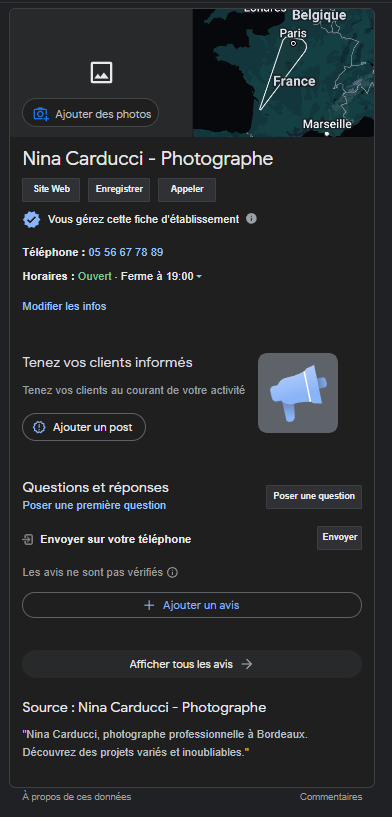 Londres
Belgique
Paris
France
Marseille
Ajouter des photos
Nina Carducci - Photographe
Site Web
Enregistrer
Appeler
Vous gérez cette fiche d'établissement
Téléphone : 05 56 67 78 89
Horaires : Ouvert · Ferme à 19:00
Modifier les infos
Tenez vos clients informés
Tenez vos clients au courant de votre activité
Ajouter un post
Questions et réponses
Poser une première question
Poser une question
Envoyer sur votre téléphone
Envoyer
Les avis ne sont pas vérifiés
+ Ajouter un avis
Afficher tous les avis →
Source : Nina Carducci - Photographe
"Nina Carducci, photographe professionnelle à Bordeaux.
Découvrez des projets variés et inoubliables."
À propos de ces données
Commentaires